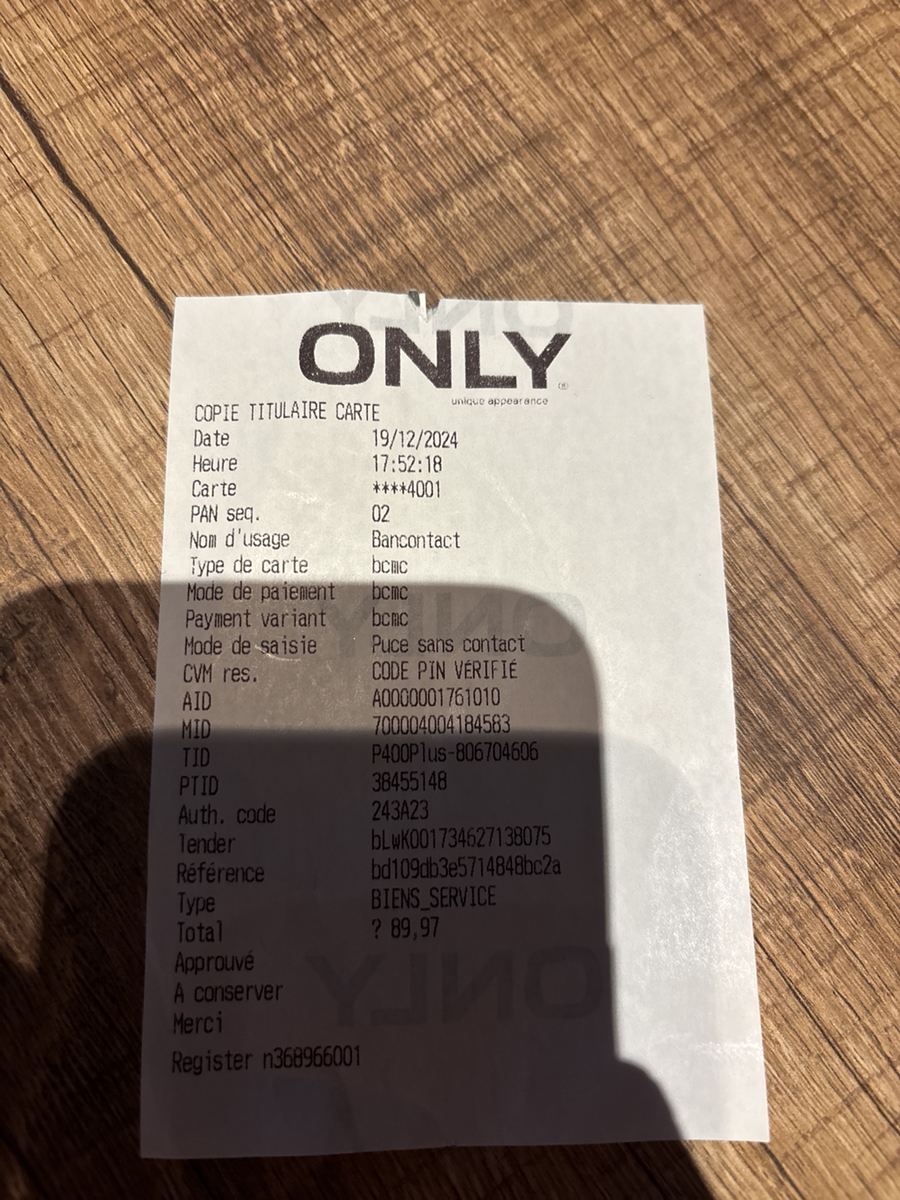 ONLY
unique appearance
COPIE TITULAIRE CARTE
Date 19/12/2024
Heure 17:52:18
Carte ****4001
PAN seq. 02
Nom d'usage Bancontact
Type de carte bcmc
Mode de paiement bcmc
Payment variant bcmc
Mode de saisie Puce sans contact
CVM res. CODE PIN VÉRIFIÉ
AID A0000001761010
MID 700004004184583
TID P400Plus-806704606
PTID 38455148
Auth. code 243A23
Tender bLwK001734627138075
Référence bd109db3e5714848bc2a
Type BIENS_SERVICE
Total ? 89,97
Approuvé
A conserver
Merci
Register n368966001